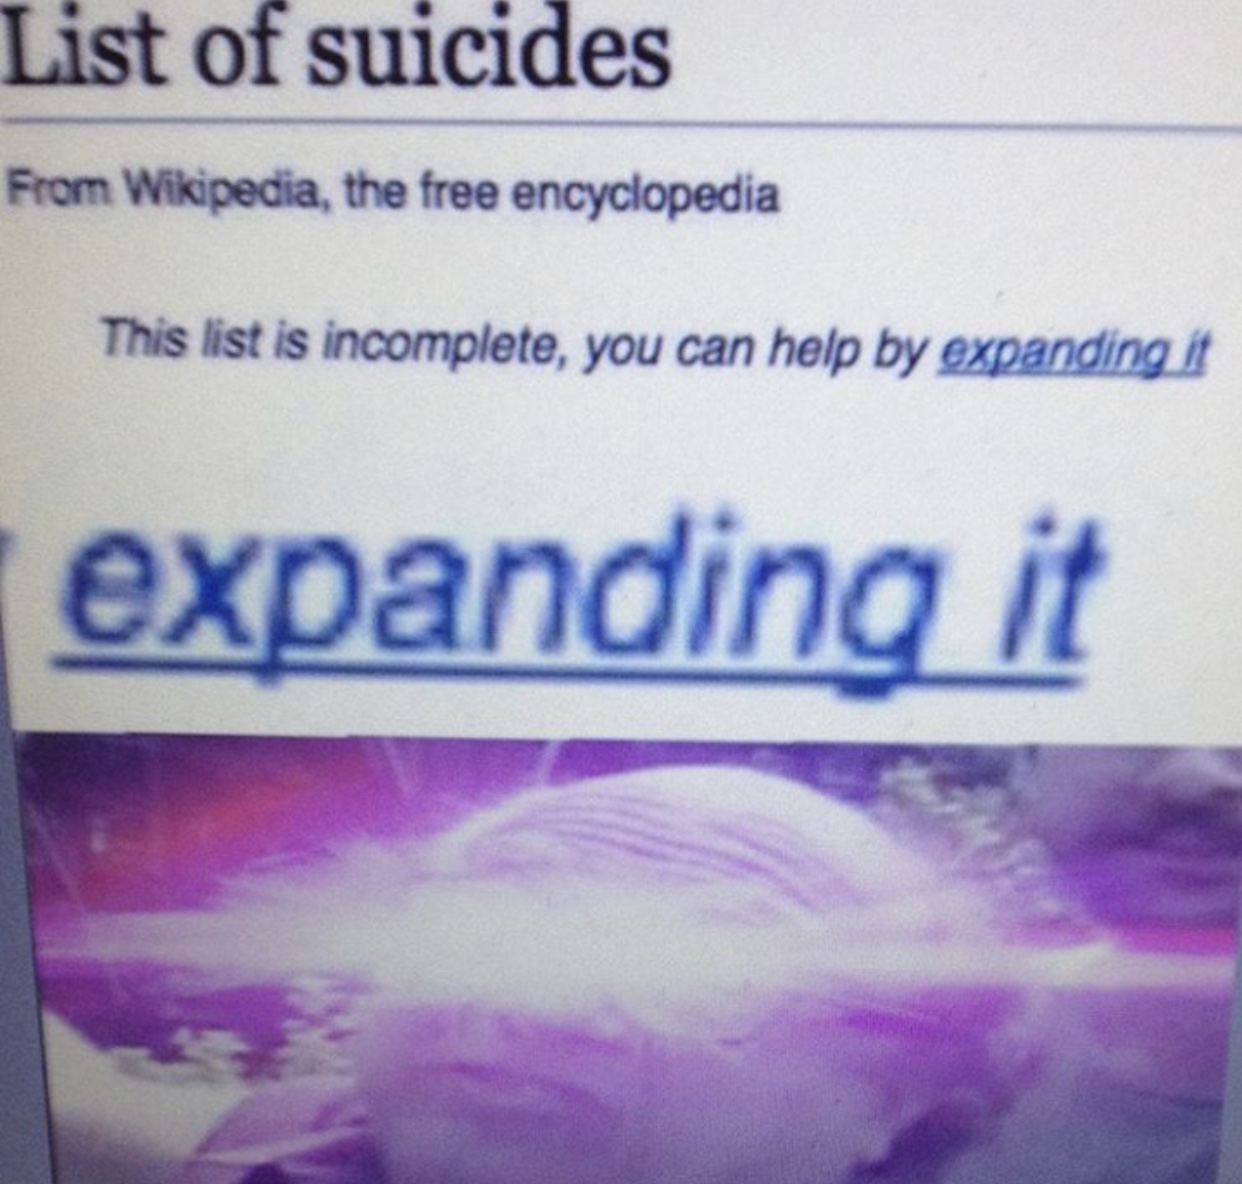 List of suicides
From Wikipedia, the free encyclopedia
This list is incomplete, you can help by expanding it
expanding it